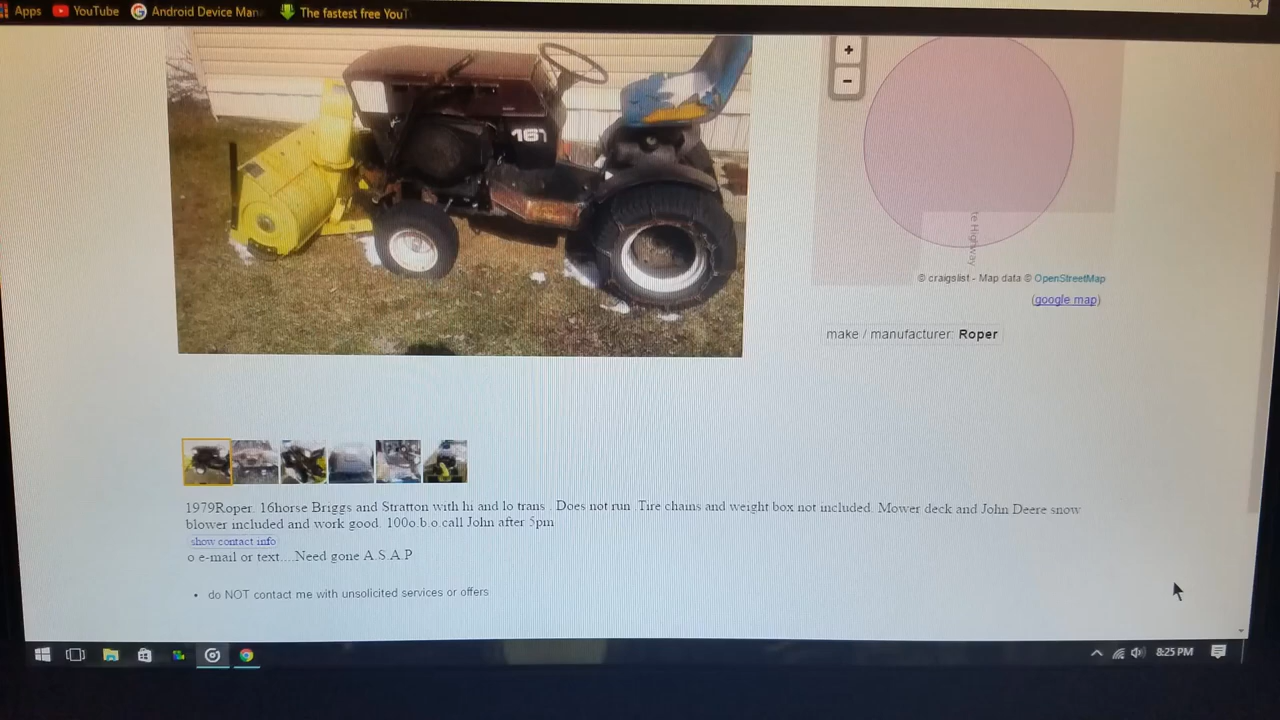 Apps YouTube Android Device Man The fastest free YouT
161
+
−
te Highway
© craigslist - Map data © OpenStreetMap
(google map)
make / manufacturer: Roper
1979Roper. 16horse Briggs and Stratton with hi and lo trans . Does not run. Tire chains and weight box not included. Mower deck and John Deere snow
blower included and work good. 100o.b.o.call John after 5pm
show contact info
o e-mail or text....Need gone A.S.A.P
• do NOT contact me with unsolicited services or offers
8:25 PM